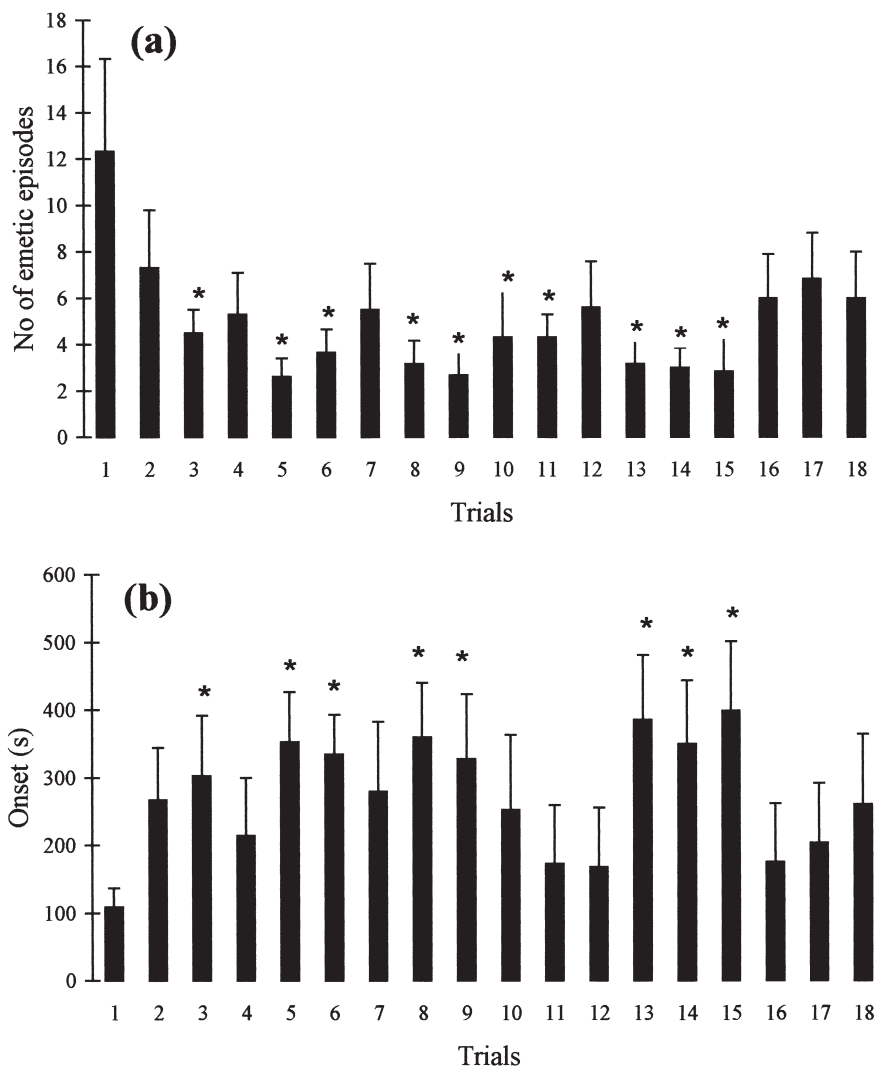 (a)
No of emetic episodes
18
16
14
12
10
8
6
4
2
0
* * * * * * * * * *
1 2 3 4 5 6 7 8 9 10 11 12 13 14 15 16 17 18
Trials
(b)
Onset (s)
600
500
400
300
200
100
0
* * * * * * * *
1 2 3 4 5 6 7 8 9 10 11 12 13 14 15 16 17 18
Trials